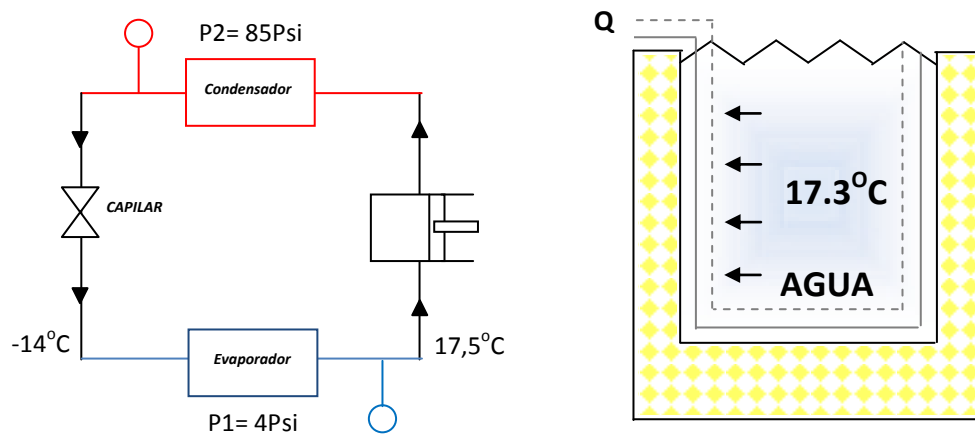 P2= 85Psi
Condensador
CAPILAR
-14°C
Evaporador
17,5°C
P1= 4Psi
Q
17.3°C
AGUA